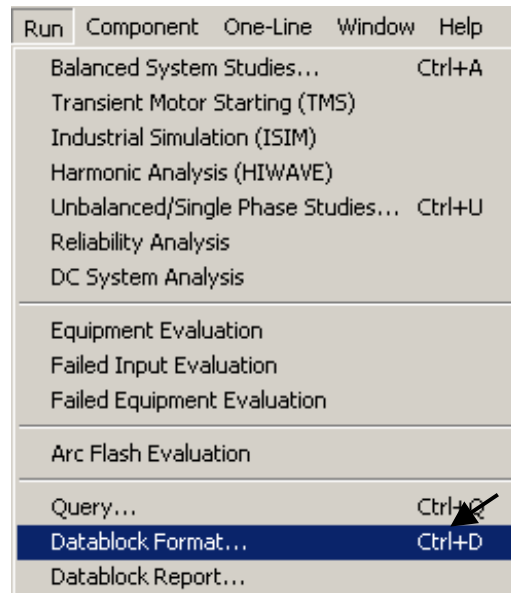 Run Component One-Line Window Help
Balanced System Studies... Ctrl+A
Transient Motor Starting (TMS)
Industrial Simulation (ISIM)
Harmonic Analysis (HIWAVE)
Unbalanced/Single Phase Studies... Ctrl+U
Reliability Analysis
DC System Analysis
Equipment Evaluation
Failed Input Evaluation
Failed Equipment Evaluation
Arc Flash Evaluation
Query... Ctrl+Q
Datablock Format... Ctrl+D
Datablock Report...